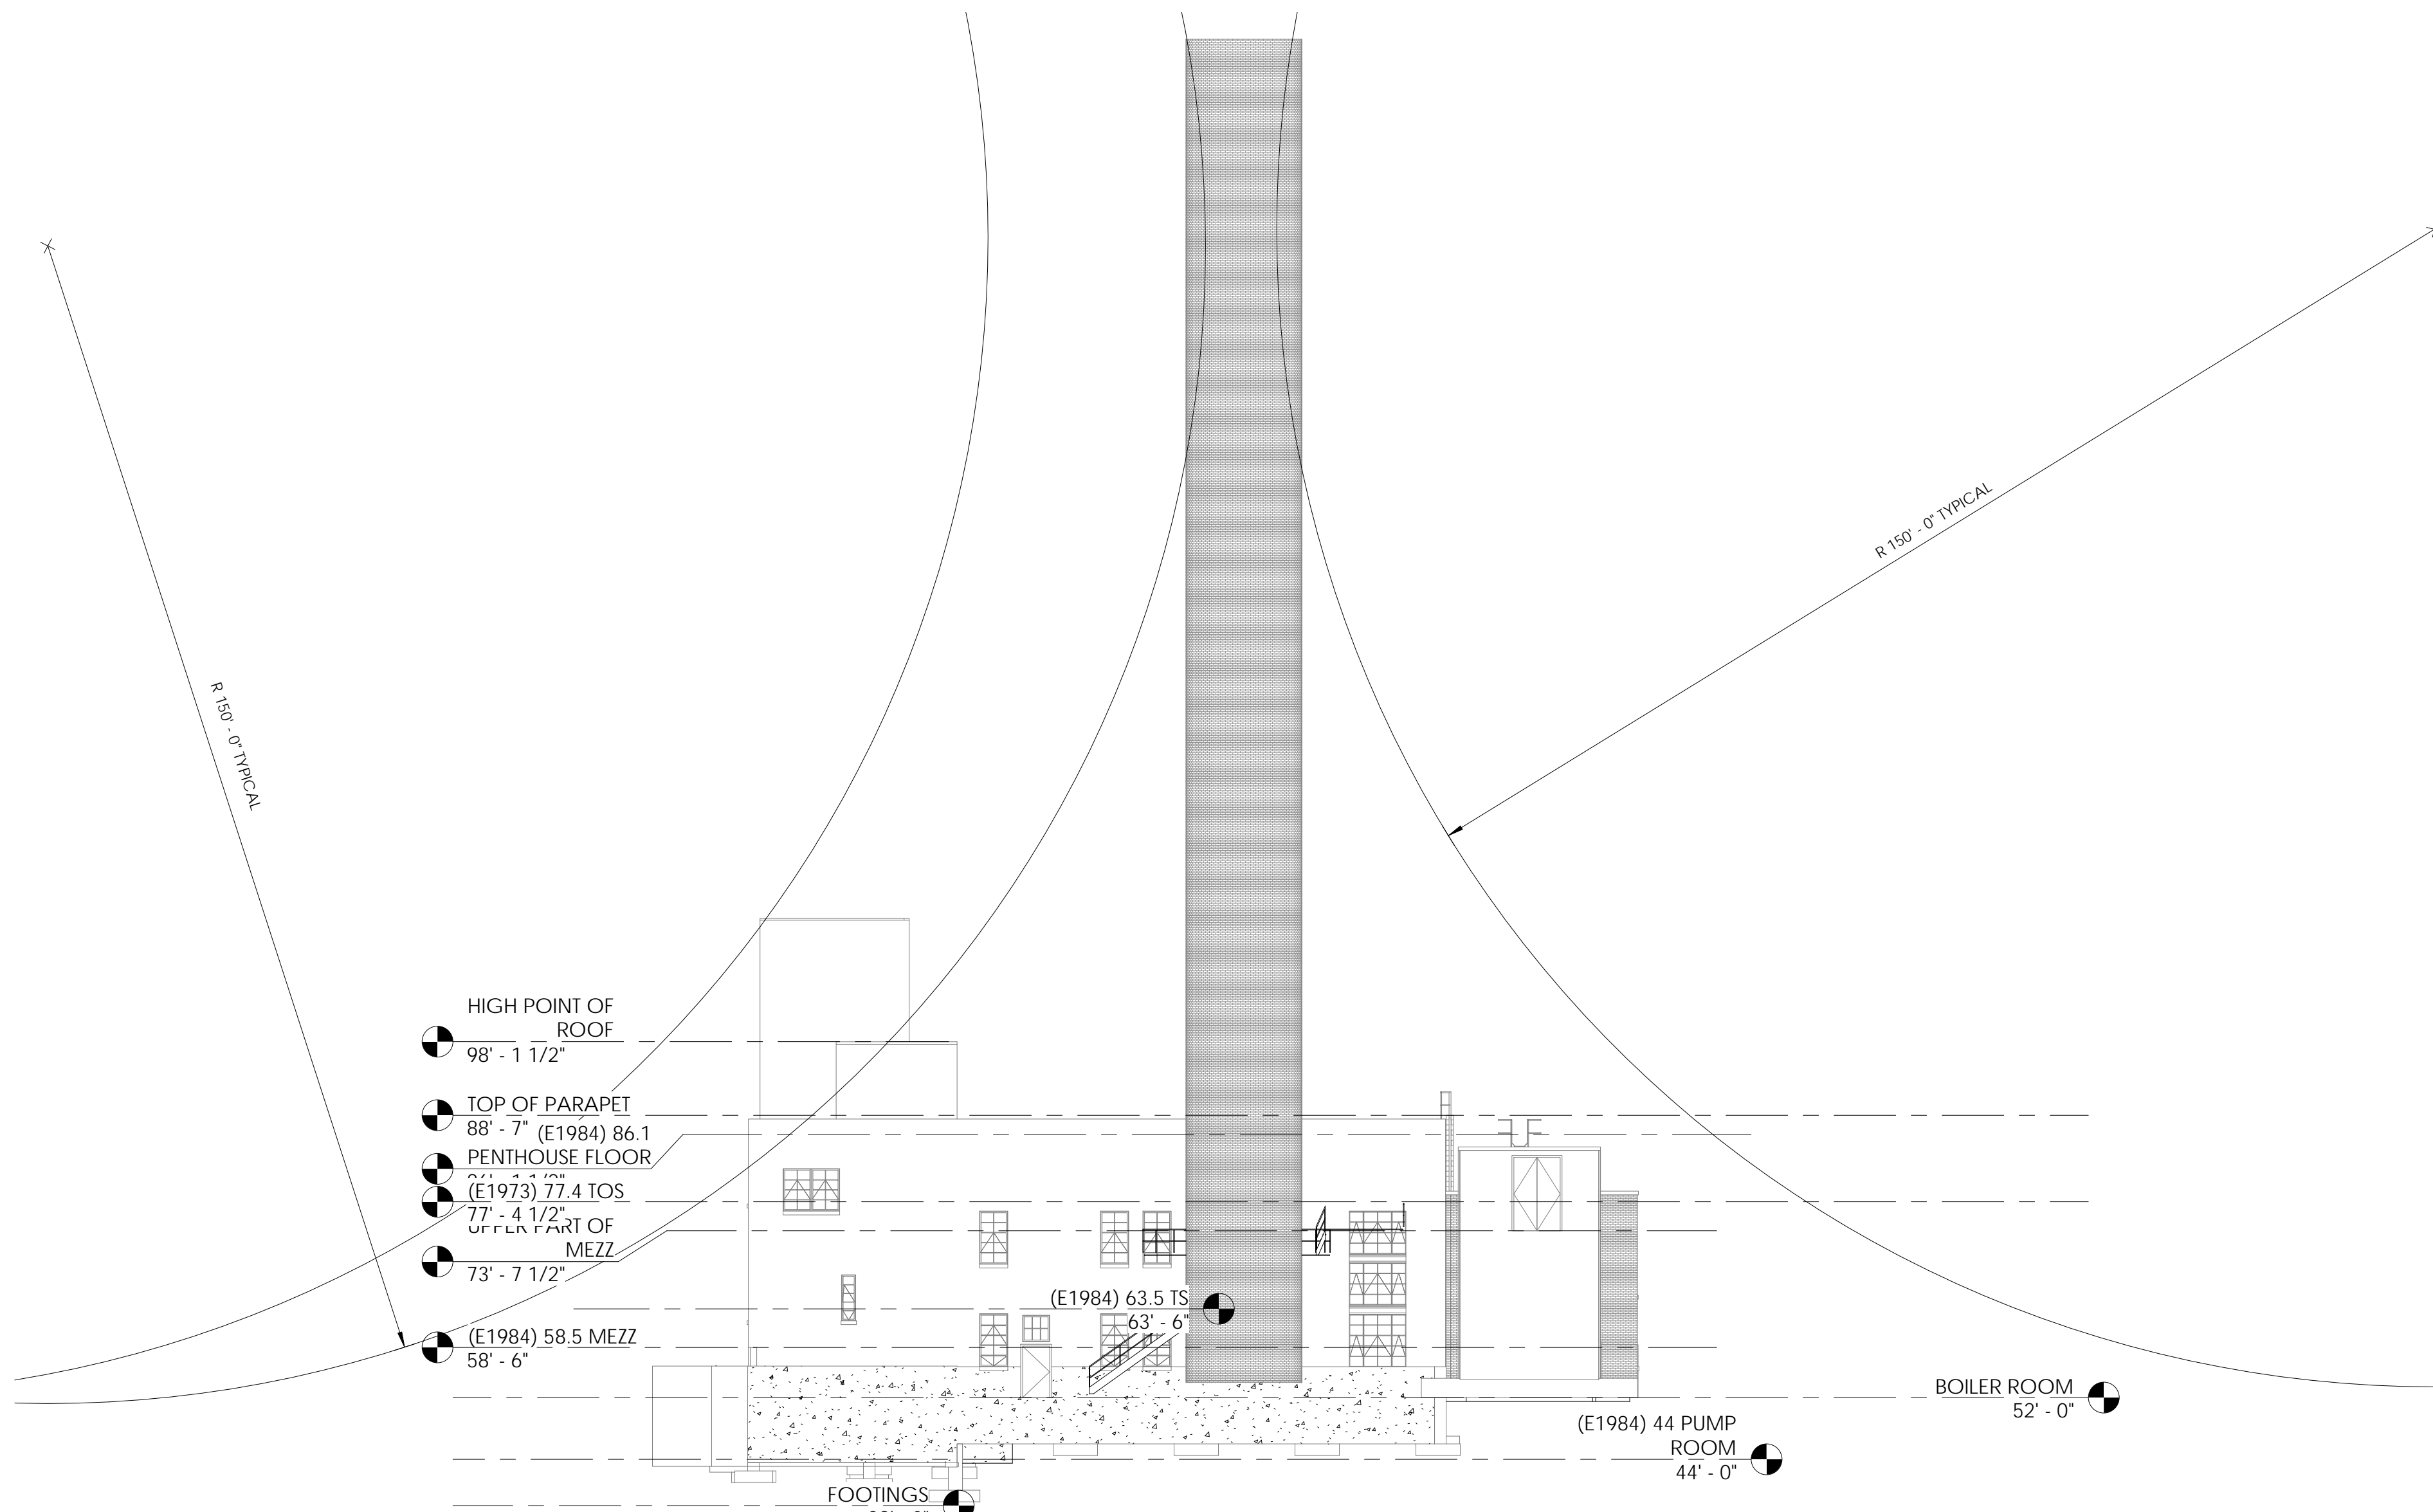 R 150' - 0" TYPICAL
R 150' - 0" TYPICAL
HIGH POINT OF
ROOF
98' - 1 1/2"
TOP OF PARAPET
88' - 7"
(E1984) 86.1
PENTHOUSE FLOOR
(E1973) 77.4 TOS
77' - 4 1/2"
UPPER PART OF
MEZZ
73' - 7 1/2"
(E1984) 63.5 TS
63' - 6"
(E1984) 58.5 MEZZ
58' - 6"
BOILER ROOM
52' - 0"
(E1984) 44 PUMP
ROOM
44' - 0"
FOOTINGS